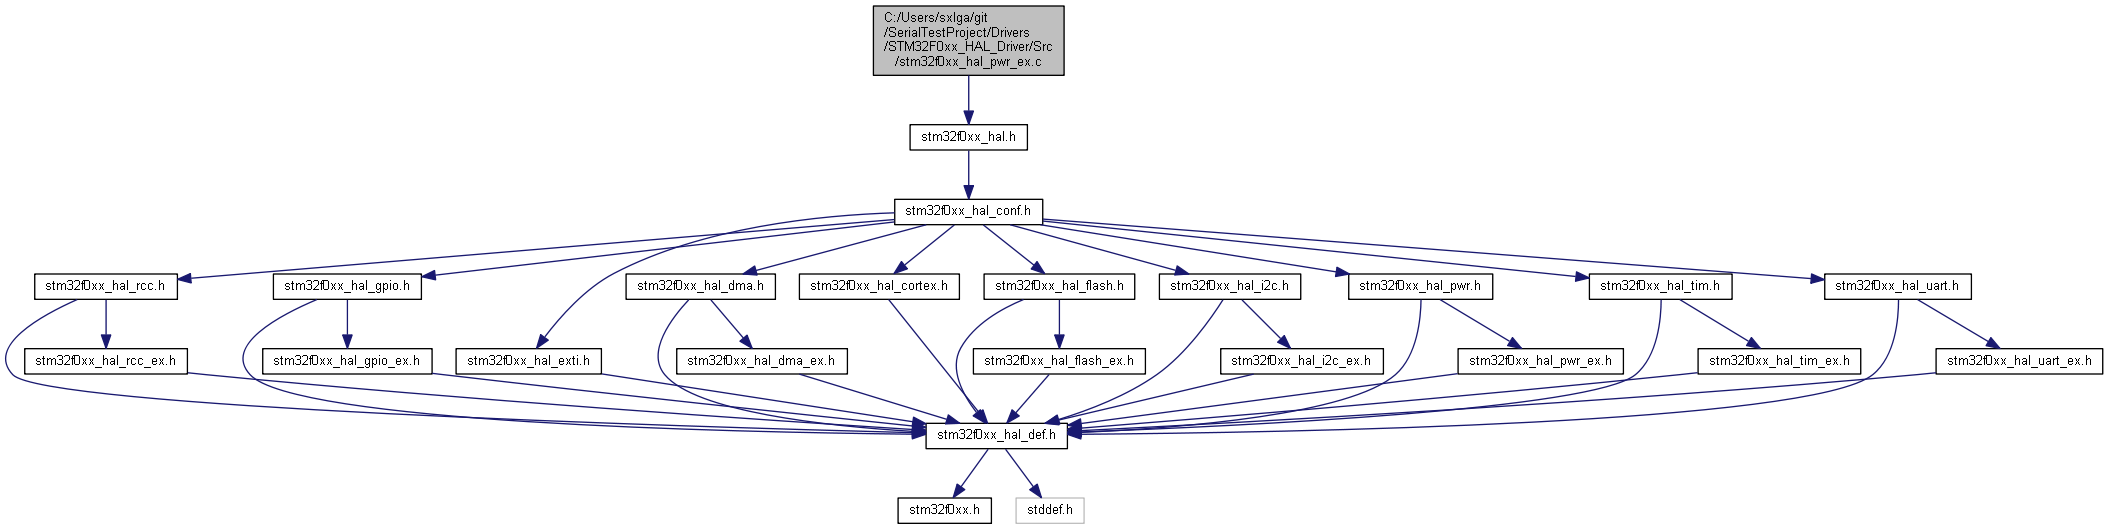 C:/Users/sxlga/git
/SerialTestProject/Drivers
/STM32F0xx_HAL_Driver/Src
/stm32f0xx_hal_pwr_ex.c
stm32f0xx_hal.h
stm32f0xx_hal_conf.h
stm32f0xx_hal_rcc.h
stm32f0xx_hal_gpio.h
stm32f0xx_hal_dma.h
stm32f0xx_hal_cortex.h
stm32f0xx_hal_flash.h
stm32f0xx_hal_i2c.h
stm32f0xx_hal_pwr.h
stm32f0xx_hal_tim.h
stm32f0xx_hal_uart.h
stm32f0xx_hal_rcc_ex.h
stm32f0xx_hal_gpio_ex.h
stm32f0xx_hal_exti.h
stm32f0xx_hal_dma_ex.h
stm32f0xx_hal_flash_ex.h
stm32f0xx_hal_i2c_ex.h
stm32f0xx_hal_pwr_ex.h
stm32f0xx_hal_tim_ex.h
stm32f0xx_hal_uart_ex.h
stm32f0xx_hal_def.h
stm32f0xx.h
stddef.h